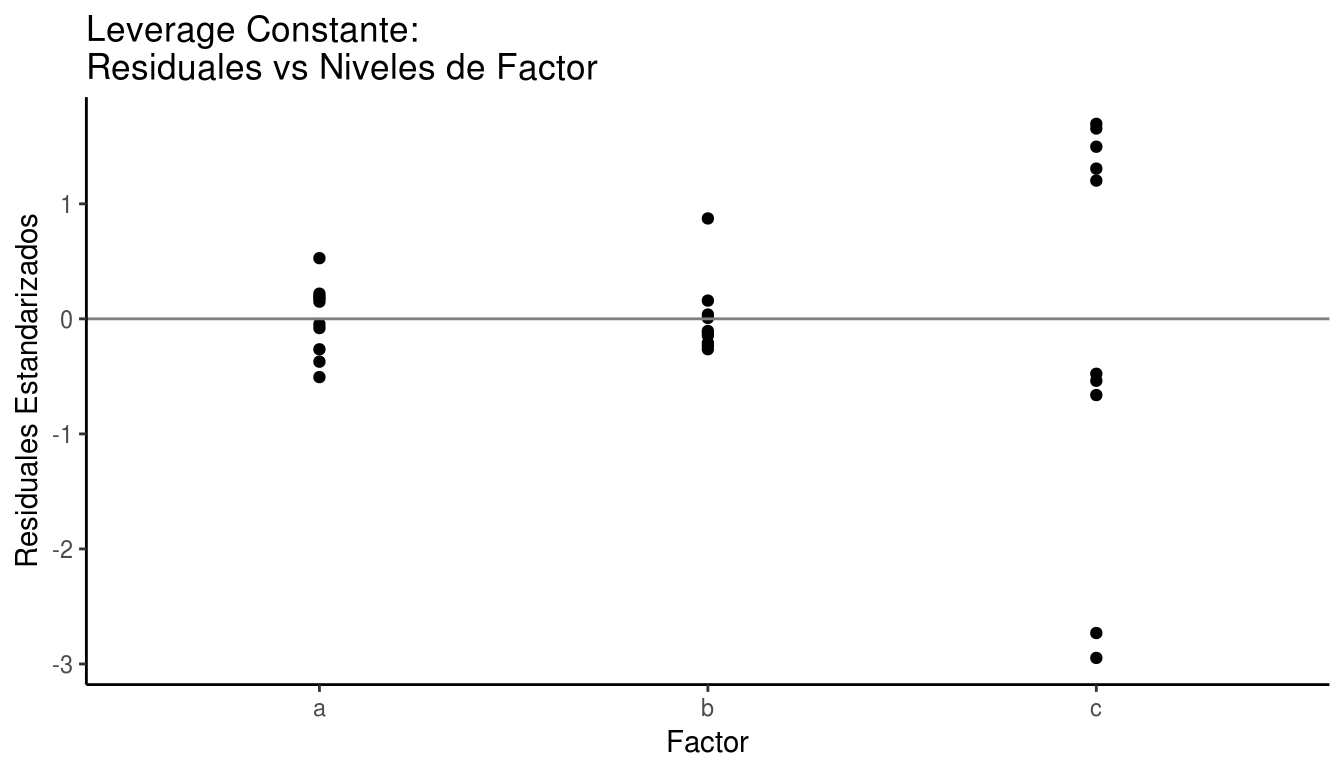 Leverage Constante:
Residuales vs Niveles de Factor
Residuales Estandarizados
1
0
-1
-2
-3
a
b
c
Factor